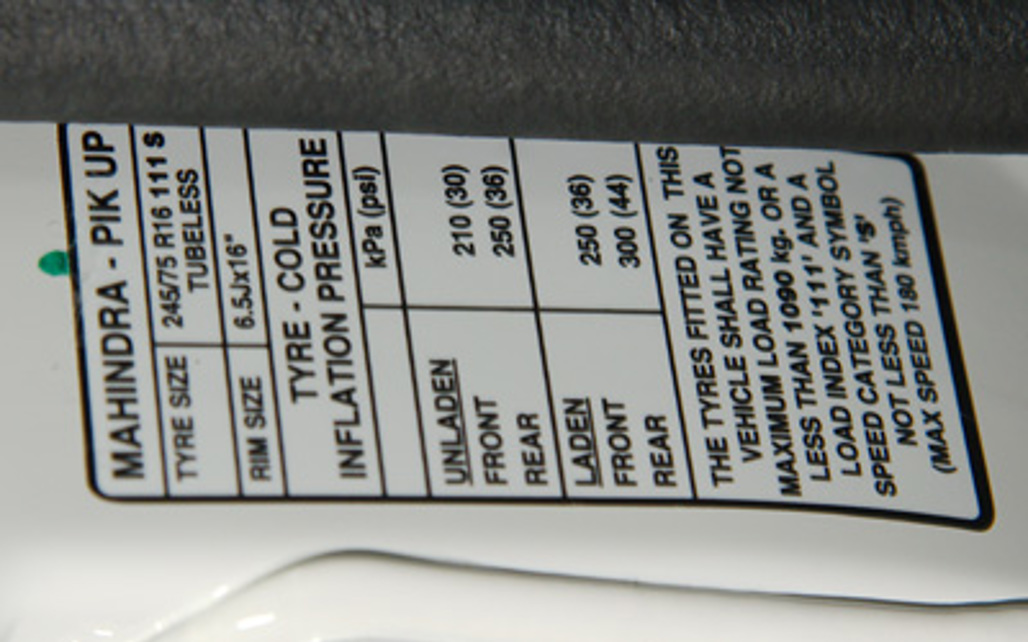 MAHINDRA - PIK UP
TYRE SIZE 245/75 R16 111 S
TUBELESS
RIM SIZE 6.5Jx16"
TYRE - COLD
INFLATION PRESSURE
kPa (psi)
UNLADEN
FRONT 210 (30)
REAR 250 (36)
LADEN
FRONT 250 (36)
REAR 300 (44)
THE TYRES FITTED ON THIS
VEHICLE SHALL HAVE A
MAXIMUM LOAD RATING NOT
LESS THAN 1090 kg. OR A
LOAD INDEX '111' AND A
SPEED CATEGORY SYMBOL
NOT LESS THAN 'S'
(MAX SPEED 180 kmph)